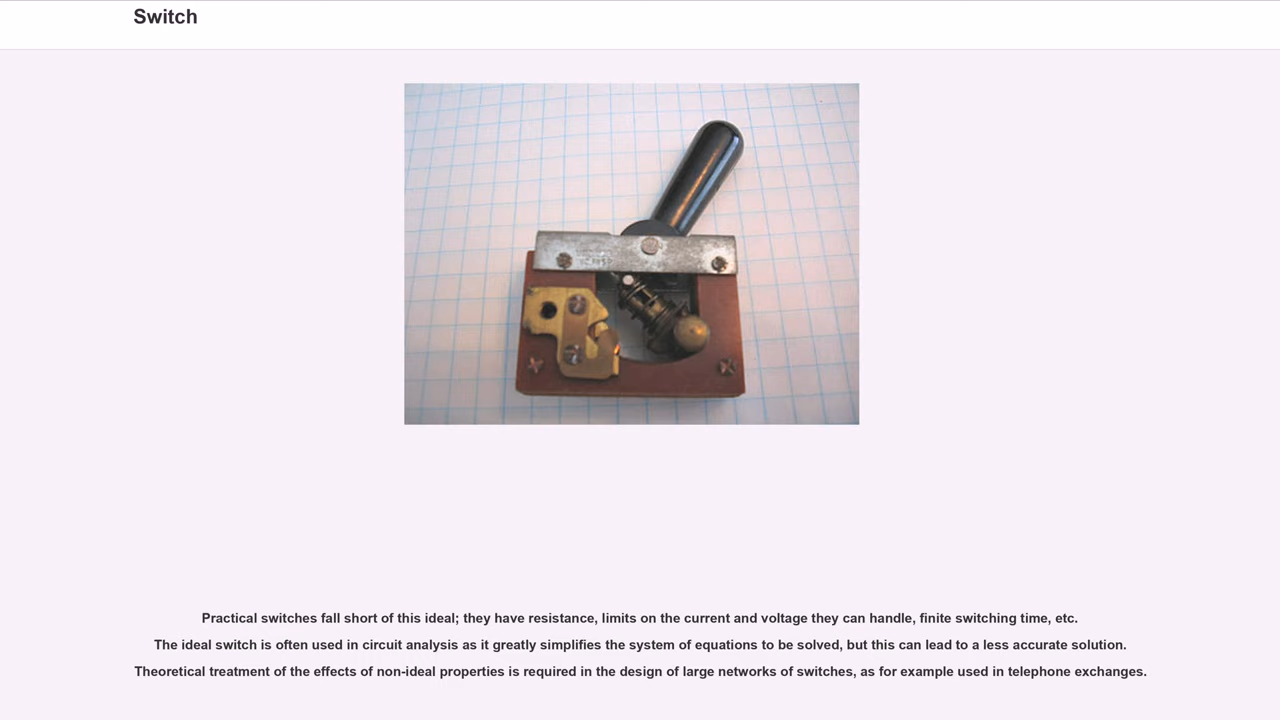 Switch
Practical switches fall short of this ideal; they have resistance, limits on the current and voltage they can handle, finite switching time, etc.
The ideal switch is often used in circuit analysis as it greatly simplifies the system of equations to be solved, but this can lead to a less accurate solution.
Theoretical treatment of the effects of non-ideal properties is required in the design of large networks of switches, as for example used in telephone exchanges.